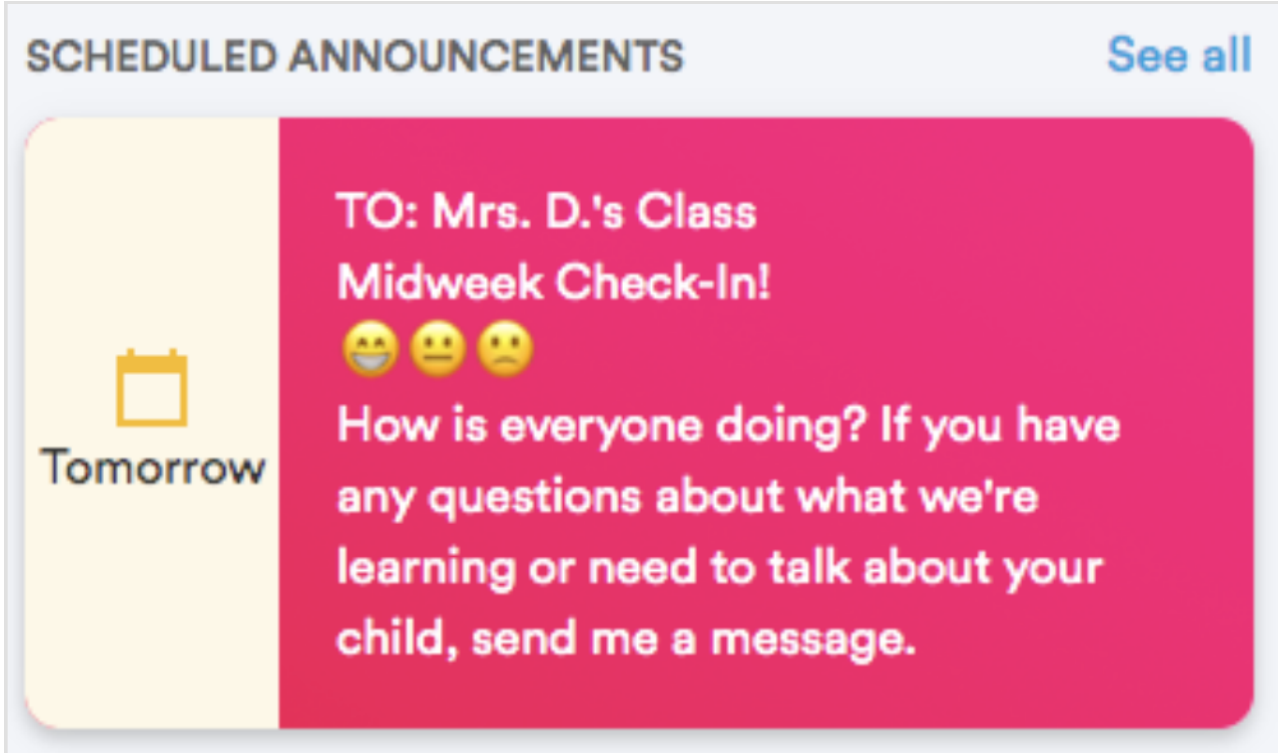 SCHEDULED ANNOUNCEMENTS
See all
Tomorrow
TO: Mrs. D.'s Class
Midweek Check-In!
😁😐🙁
How is everyone doing? If you have
any questions about what we're
learning or need to talk about your
child, send me a message.